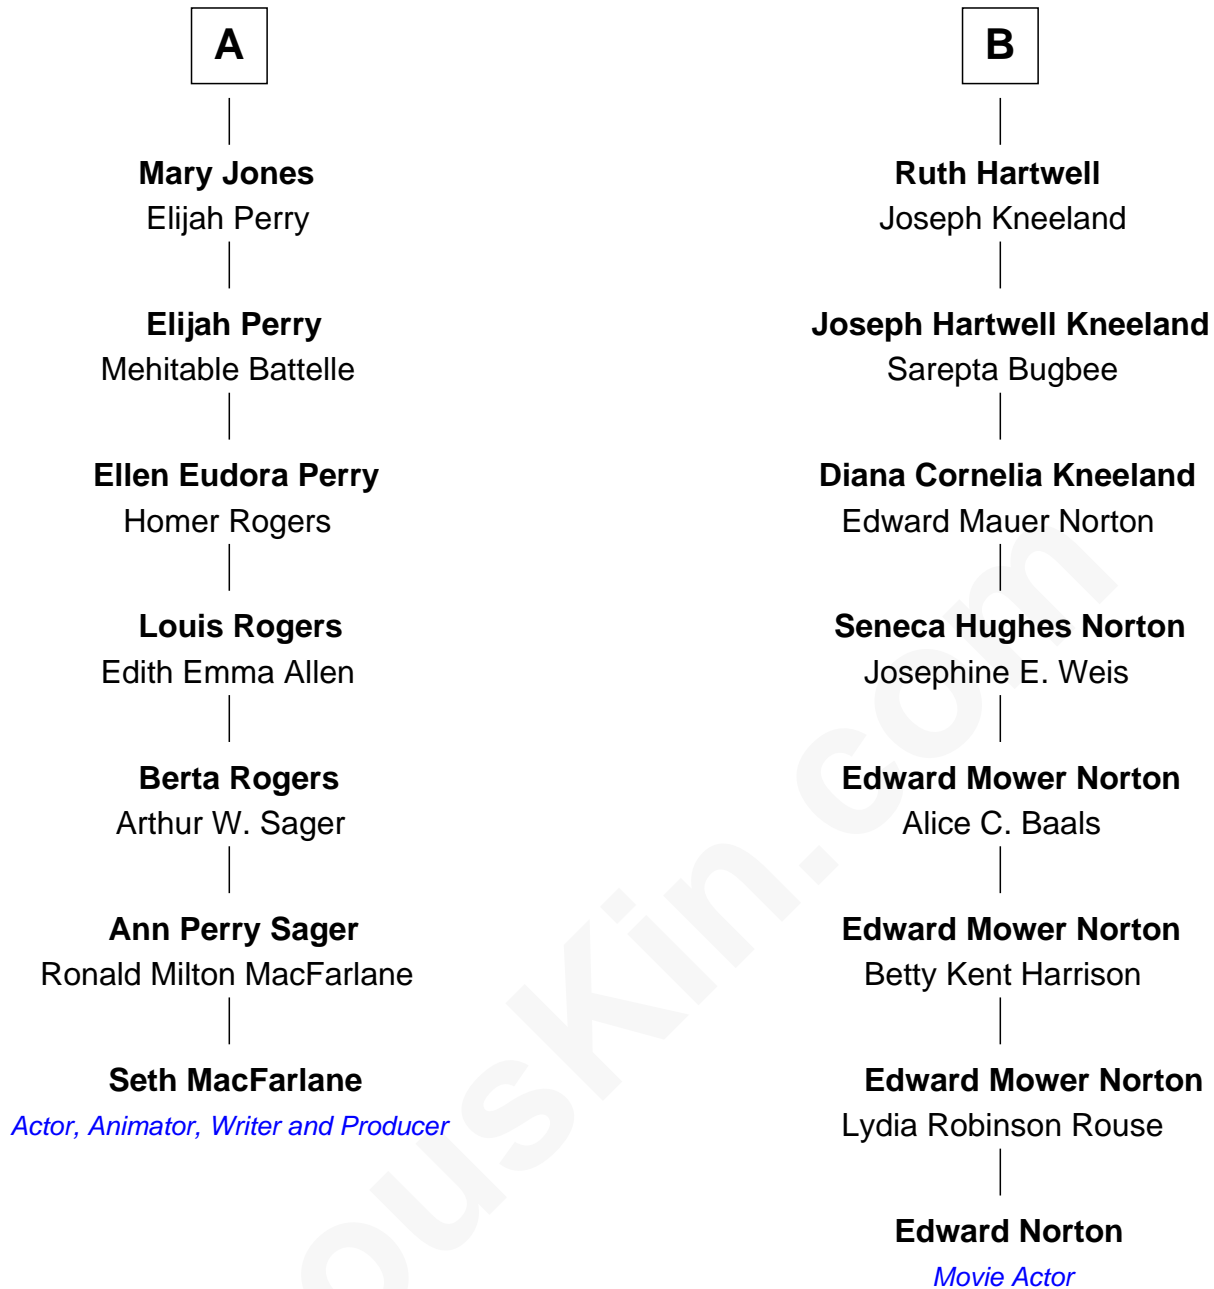 A
Mary Jones
Elijah Perry
Elijah Perry
Mehitable Battelle
Ellen Eudora Perry
Homer Rogers
Louis Rogers
Edith Emma Allen
Berta Rogers
Arthur W. Sager
Ann Perry Sager
Ronald Milton MacFarlane
Seth MacFarlane
Actor, Animator, Writer and Producer
B
Ruth Hartwell
Joseph Kneeland
Joseph Hartwell Kneeland
Sarepta Bugbee
Diana Cornelia Kneeland
Edward Mauer Norton
Seneca Hughes Norton
Josephine E. Weis
Edward Mower Norton
Alice C. Baals
Edward Mower Norton
Betty Kent Harrison
Edward Mower Norton
Lydia Robinson Rouse
Edward Norton
Movie Actor
ousKin.com